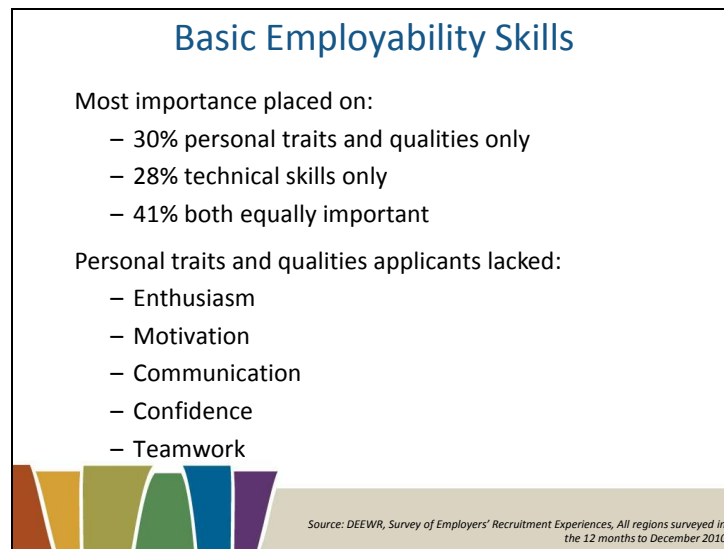 Basic Employability Skills
Most importance placed on:
– 30% personal traits and qualities only
– 28% technical skills only
– 41% both equally important
Personal traits and qualities applicants lacked:
– Enthusiasm
– Motivation
– Communication
– Confidence
– Teamwork
Source: DEEWR, Survey of Employers' Recruitment Experiences, All regions surveyed in
the 12 months to December 2010